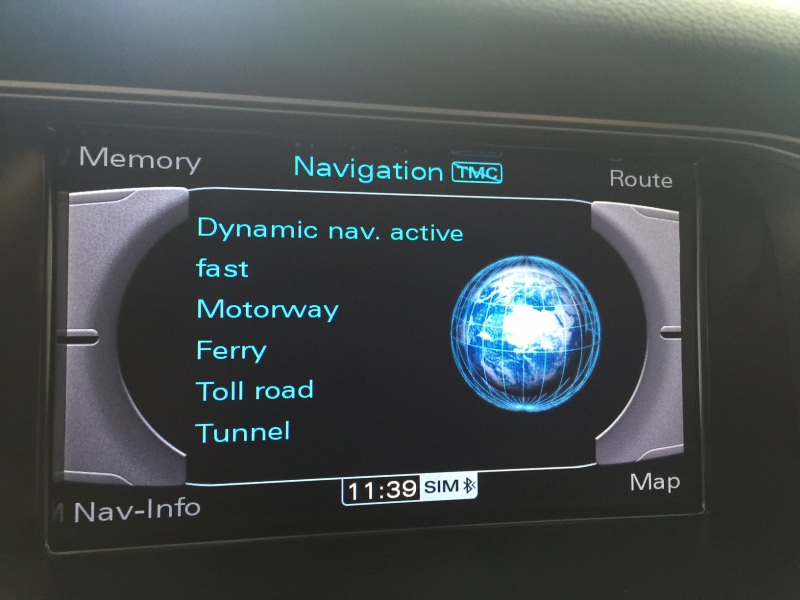 Memory
Navigation TMC
Route
Dynamic nav. active
fast
Motorway
Ferry
Toll road
Tunnel
Nav-Info
11:39 SIM
Map